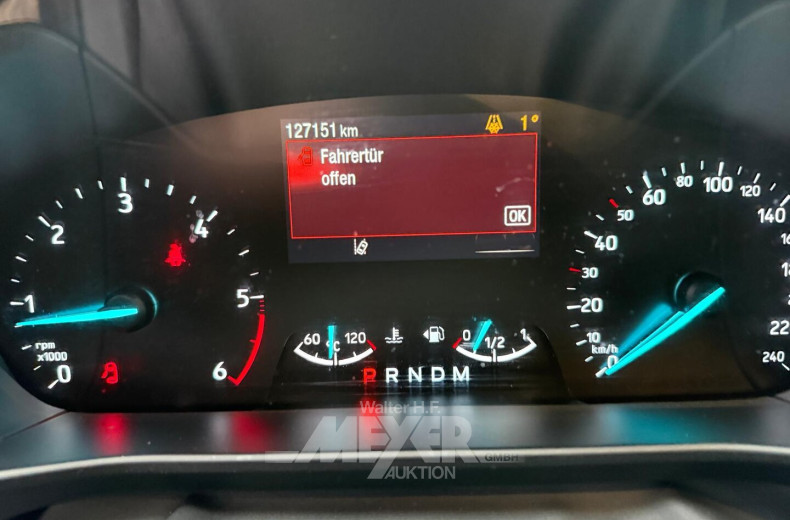 127151 km 1°
Fahrertür
offen
OK
0 1 2 3 4 5 6
rpm
x1000
60 °C 120
0 1/2 1
P R N D M
0 10 20 30 40 50 60 80 100 120 140
220
240
km/h
Walter H.F.
MEYER
GMBH
AUKTION